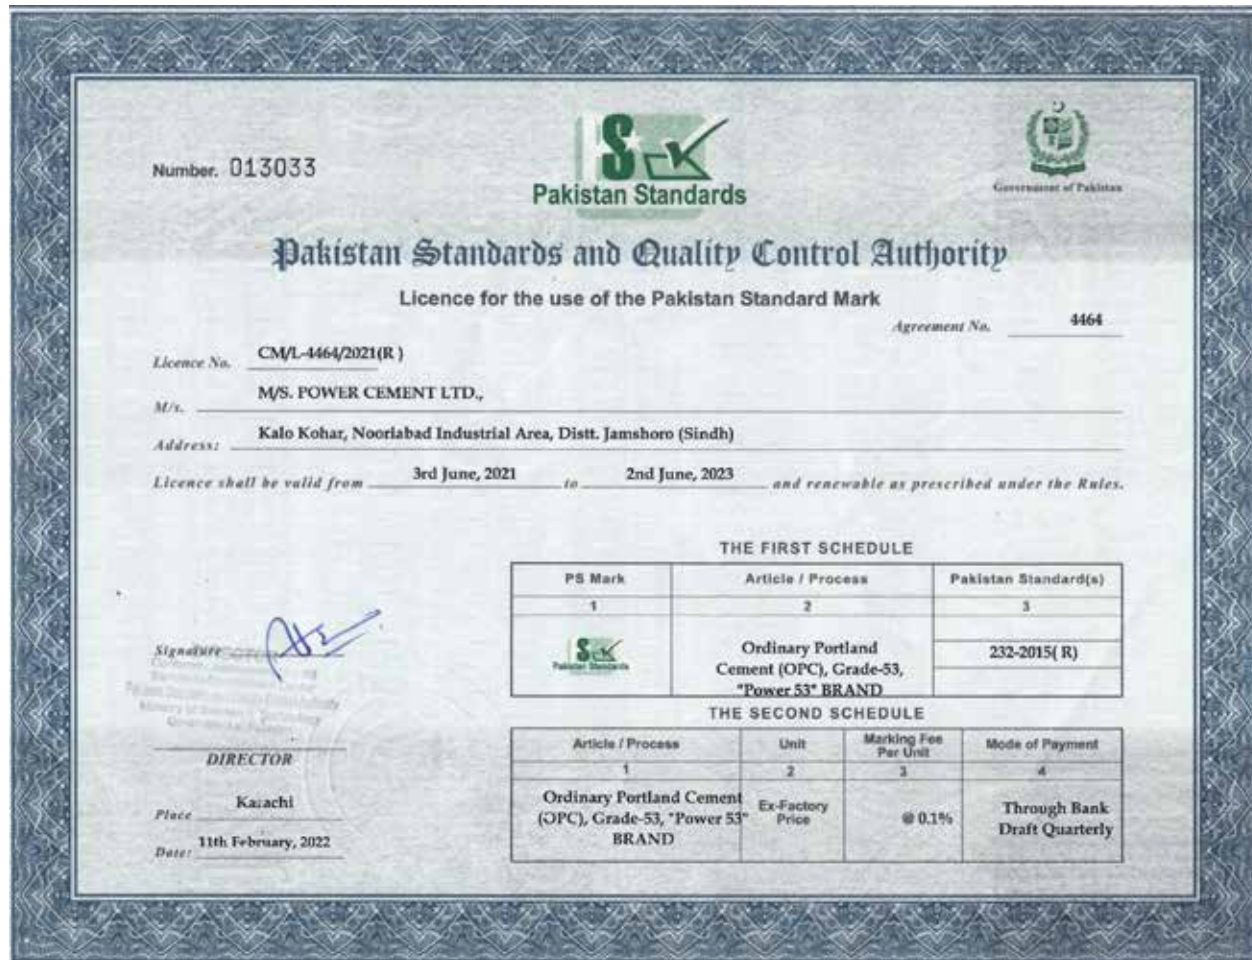 Number. 013033
Pakistan Standards
Government of Pakistan
Pakistan Standards and Quality Control Authority
Licence for the use of the Pakistan Standard Mark
Agreement No. 4464
Licence No. CM/L-4464/2021(R )
M/s. M/S. POWER CEMENT LTD.,
Address: Kalo Kohar, Nooriabad Industrial Area, Distt. Jamshoro (Sindh)
Licence shall be valid from 3rd June, 2021 to 2nd June, 2023 and renewable as prescribed under the Rules.
THE FIRST SCHEDULE
PS Mark Article / Process Pakistan Standard(s)
1 2 3
Pakistan Standards
Ordinary Portland
Cement (OPC), Grade-53,
"Power 53" BRAND
232-2015( R)
THE SECOND SCHEDULE
Article / Process Unit Marking Fee Per Unit Mode of Payment
1 2 3 4
Ordinary Portland Cement
(OPC), Grade-53, "Power 53"
BRAND
Ex-Factory
Price
@ 0.1%
Through Bank
Draft Quarterly
Signature
DIRECTOR
Place Karachi
Date: 11th February, 2022